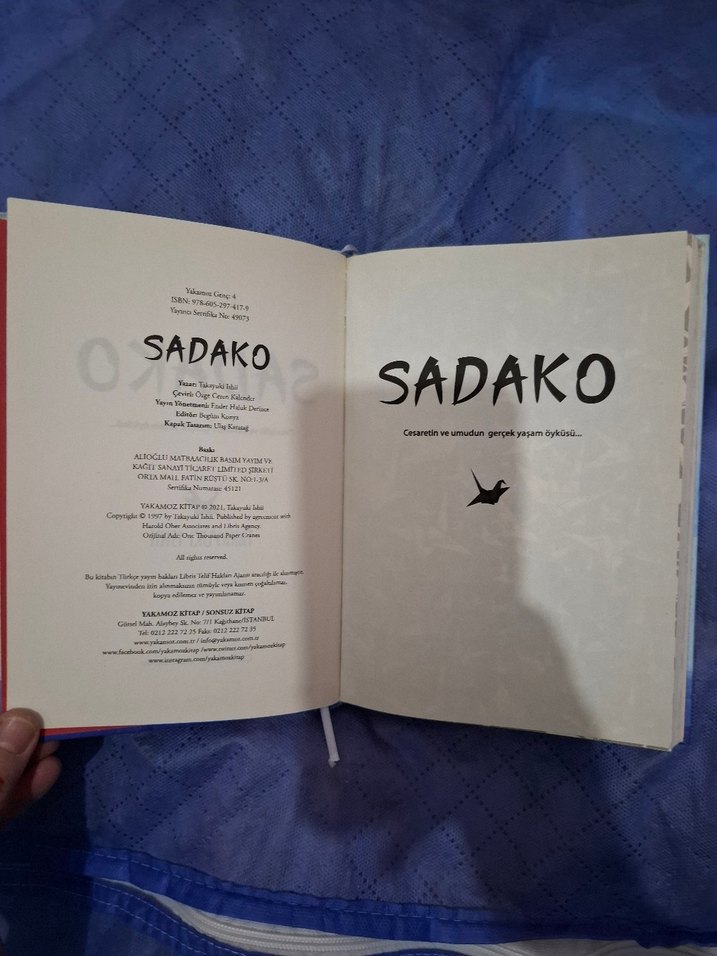 Yakamoz Genç: 4
ISBN: 978-605-297-417-9
Yayıncı Sertifika No: 49073
SADAKO
Yazar: Takayuki Ishii
Çeviri: Özge Ceren Kalender
Yayın Yönetmeni: Ender Haluk Derince
Editör: Begüm Konya
Kapak Tasarım: Ulaş Karatağ
Baskı
ALİOĞLU MATBAACILIK BASIM YAYIM VE
KAĞIT SANAYİ TİCARET LİMİTED ŞİRKETİ
ORTA MAH. FATİN RÜŞTÜ SK. NO:1-3/A
Sertifika Numarası: 45121
YAKAMOZ KİTAP © 2021, Takayuki Ishii
Copyright © 1997 by Takayuki Ishii. Published by agreement with
Harold Ober Associates and Libris Agency.
Orijinal Adı: One Thousand Paper Cranes
All rights reserved.
Bu kitabın Türkçe yayın hakları Libris Telif Hakları Ajansı aracılığı ile alınmıştır.
Yayınevinden izin alınmaksızın tümüyle veya kısmen çoğaltılamaz,
kopya edilemez ve yayınlanamaz.
YAKAMOZ KİTAP / SONSUZ KİTAP
Gürsel Mah. Alaybey Sk. No: 7/1 Kağıthane/İSTANBUL
Tel: 0212 222 72 25 Faks: 0212 222 72 35
www.yakamoz.com.tr / info@yakamoz.com.tr
www.facebook.com/yakamozkitap /www.twitter.com/yakamozkitap
www.instagram.com/yakamozkitap
SADAKO
Cesaretin ve umudun gerçek yaşam öyküsü...